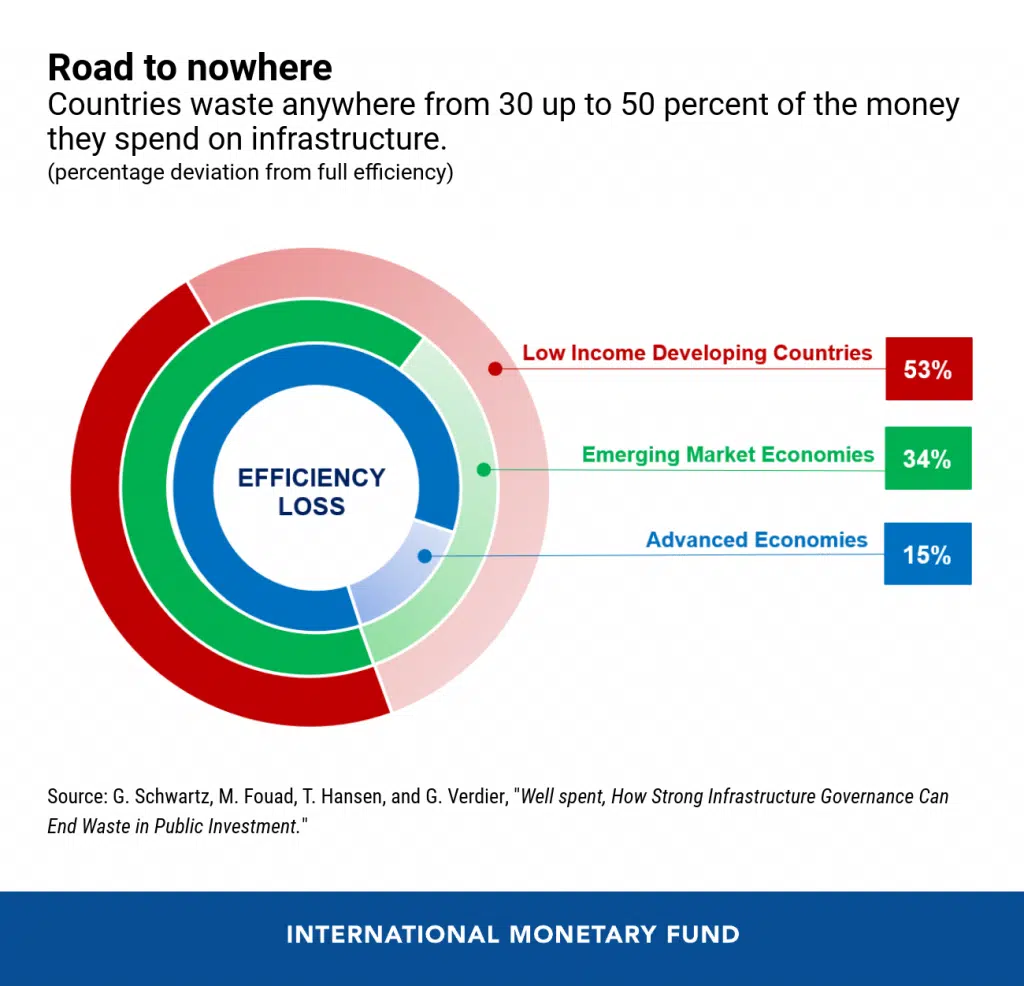 Road to nowhere
Countries waste anywhere from 30 up to 50 percent of the money
they spend on infrastructure.
(percentage deviation from full efficiency)
Low Income Developing Countries
53%
Emerging Market Economies
34%
EFFICIENCY
LOSS
Advanced Economies
15%
Source: G. Schwartz, M. Fouad, T. Hansen, and G. Verdier, "Well spent, How Strong Infrastructure Governance Can
End Waste in Public Investment."
INTERNATIONAL MONETARY FUND